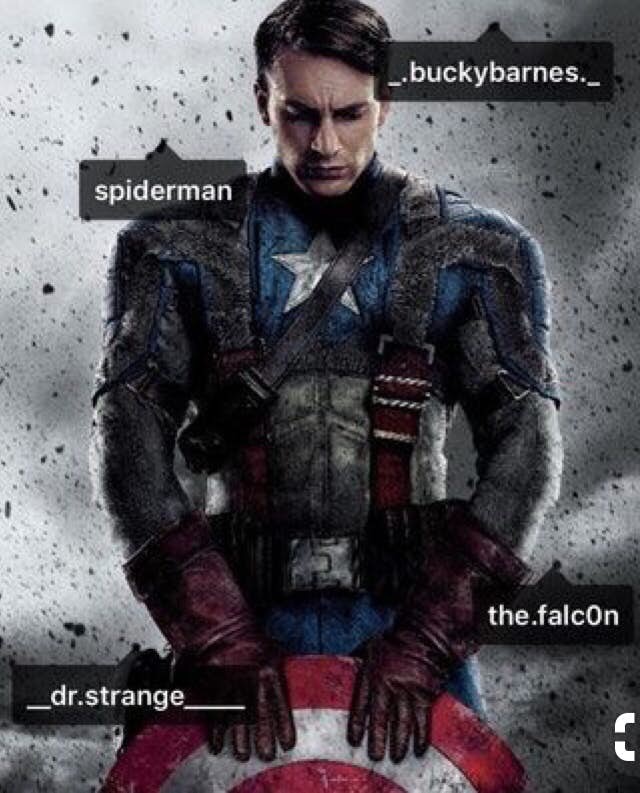 _.buckybarnes._
spiderman
the.falc0n
__dr.strange____